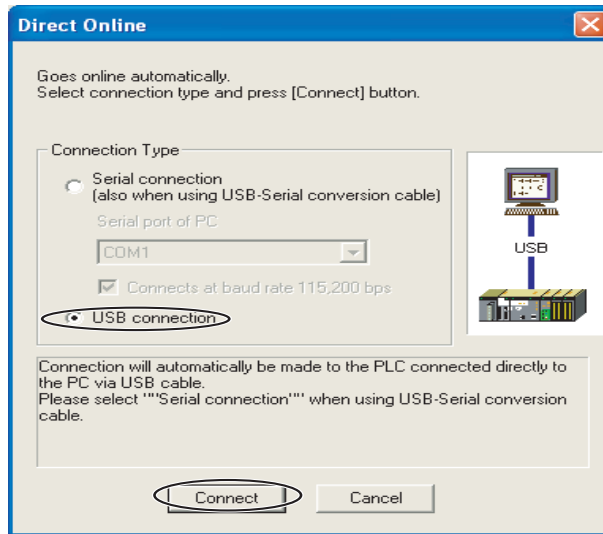 Direct Online
Goes online automatically.
Select connection type and press [Connect] button.
Connection Type
Serial connection
(also when using USB-Serial conversion cable)
Serial port of PC
COM1
Connects at baud rate 115,200 bps
USB connection
USB
Connection will automatically be made to the PLC connected directly to
the PC via USB cable.
Please select ""Serial connection"" when using USB-Serial conversion
cable.
Connect
Cancel